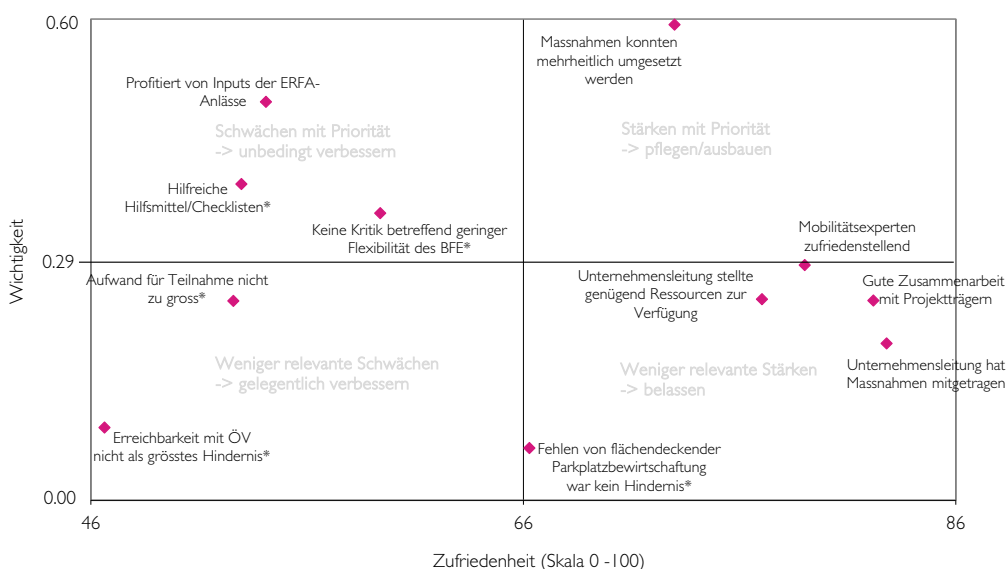 0.60
Massnahmen konnten
mehrheitlich umgesetzt
werden
Profitiert von Inputs der ERFA-
Anlässe
Schwächen mit Priorität
-> unbedingt verbessern
Stärken mit Priorität
-> pflegen/ausbauen
Hilfreiche
Hilfsmittel/Checklisten*
Keine Kritik betreffend geringer
Flexibilität des BFE*
Mobilitätsexperten
zufriedenstellend
Wichtigkeit
0.29
Aufwand für Teilnahme nicht
zu gross*
Unternehmensleitung stellte
genügend Ressourcen zur
Verfügung
Gute Zusammenarbeit
mit Projektträgern
Weniger relevante Schwächen
-> gelegentlich verbessern
Weniger relevante Stärken
-> belassen
Unternehmensleitung hat
Massnahmen mitgetragen
Erreichbarkeit mit ÖV
nicht als grösstes Hindernis*
Fehlen von flächendeckender
Parkplatzbewirtschaftung
war kein Hindernis*
0.00
46
66
86
Zufriedenheit (Skala 0 -100)